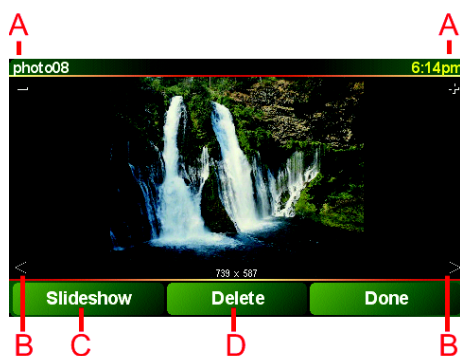 A A
photo08 6:14pm
− +
< >
739 x 587
Slideshow Delete Done
B C D B